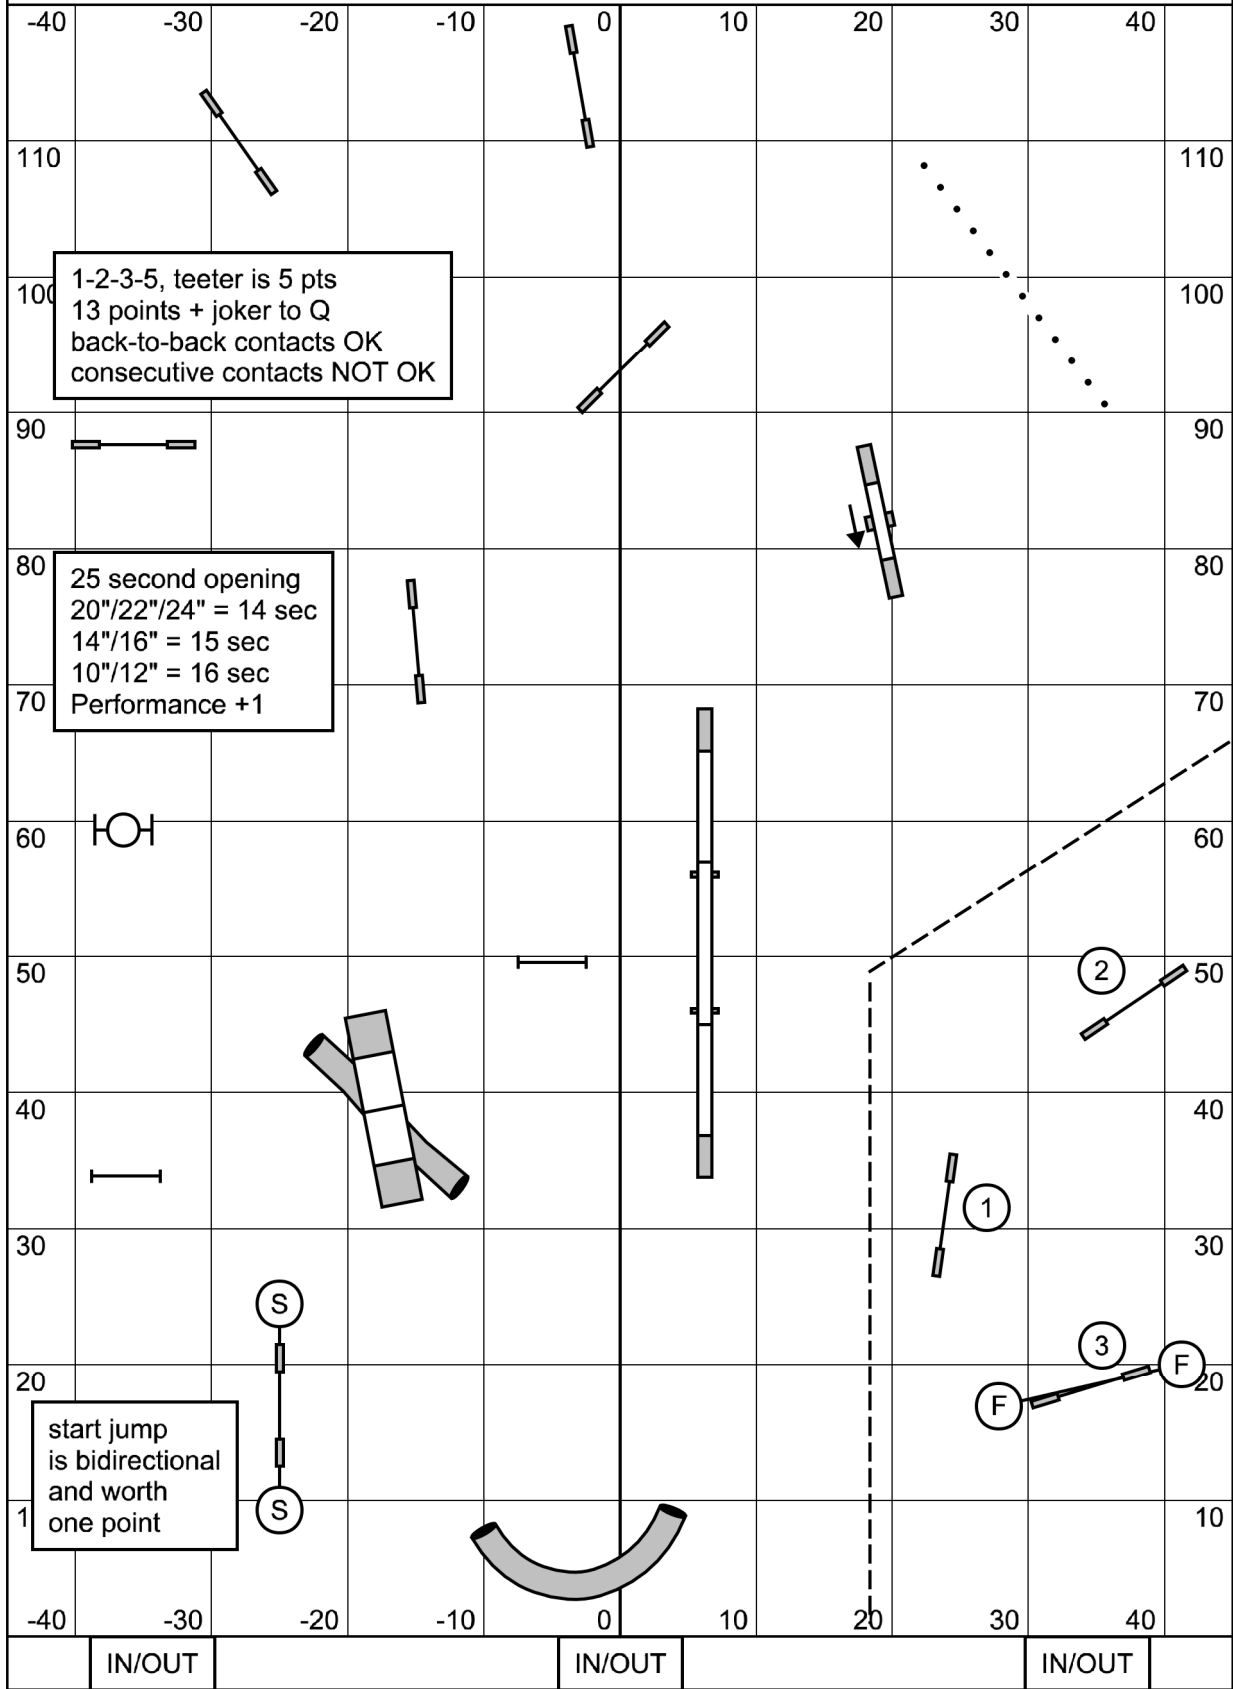 -40 -30 -20 -10 0 10 20 30 40
110 110
1-2-3-5, teeter is 5 pts
13 points + joker to Q
back-to-back contacts OK
consecutive contacts NOT OK
100 100
90 90
80 80
25 second opening
20"/22"/24" = 14 sec
14"/16" = 15 sec
10"/12" = 16 sec
Performance +1
70 70
60 60
50 2 50
40 40
1
30 30
S
3
F F
20 20
start jump
is bidirectional
and worth
one point
S
1 10
-40 -30 -20 -10 0 10 20 30 40
IN/OUT IN/OUT IN/OUT